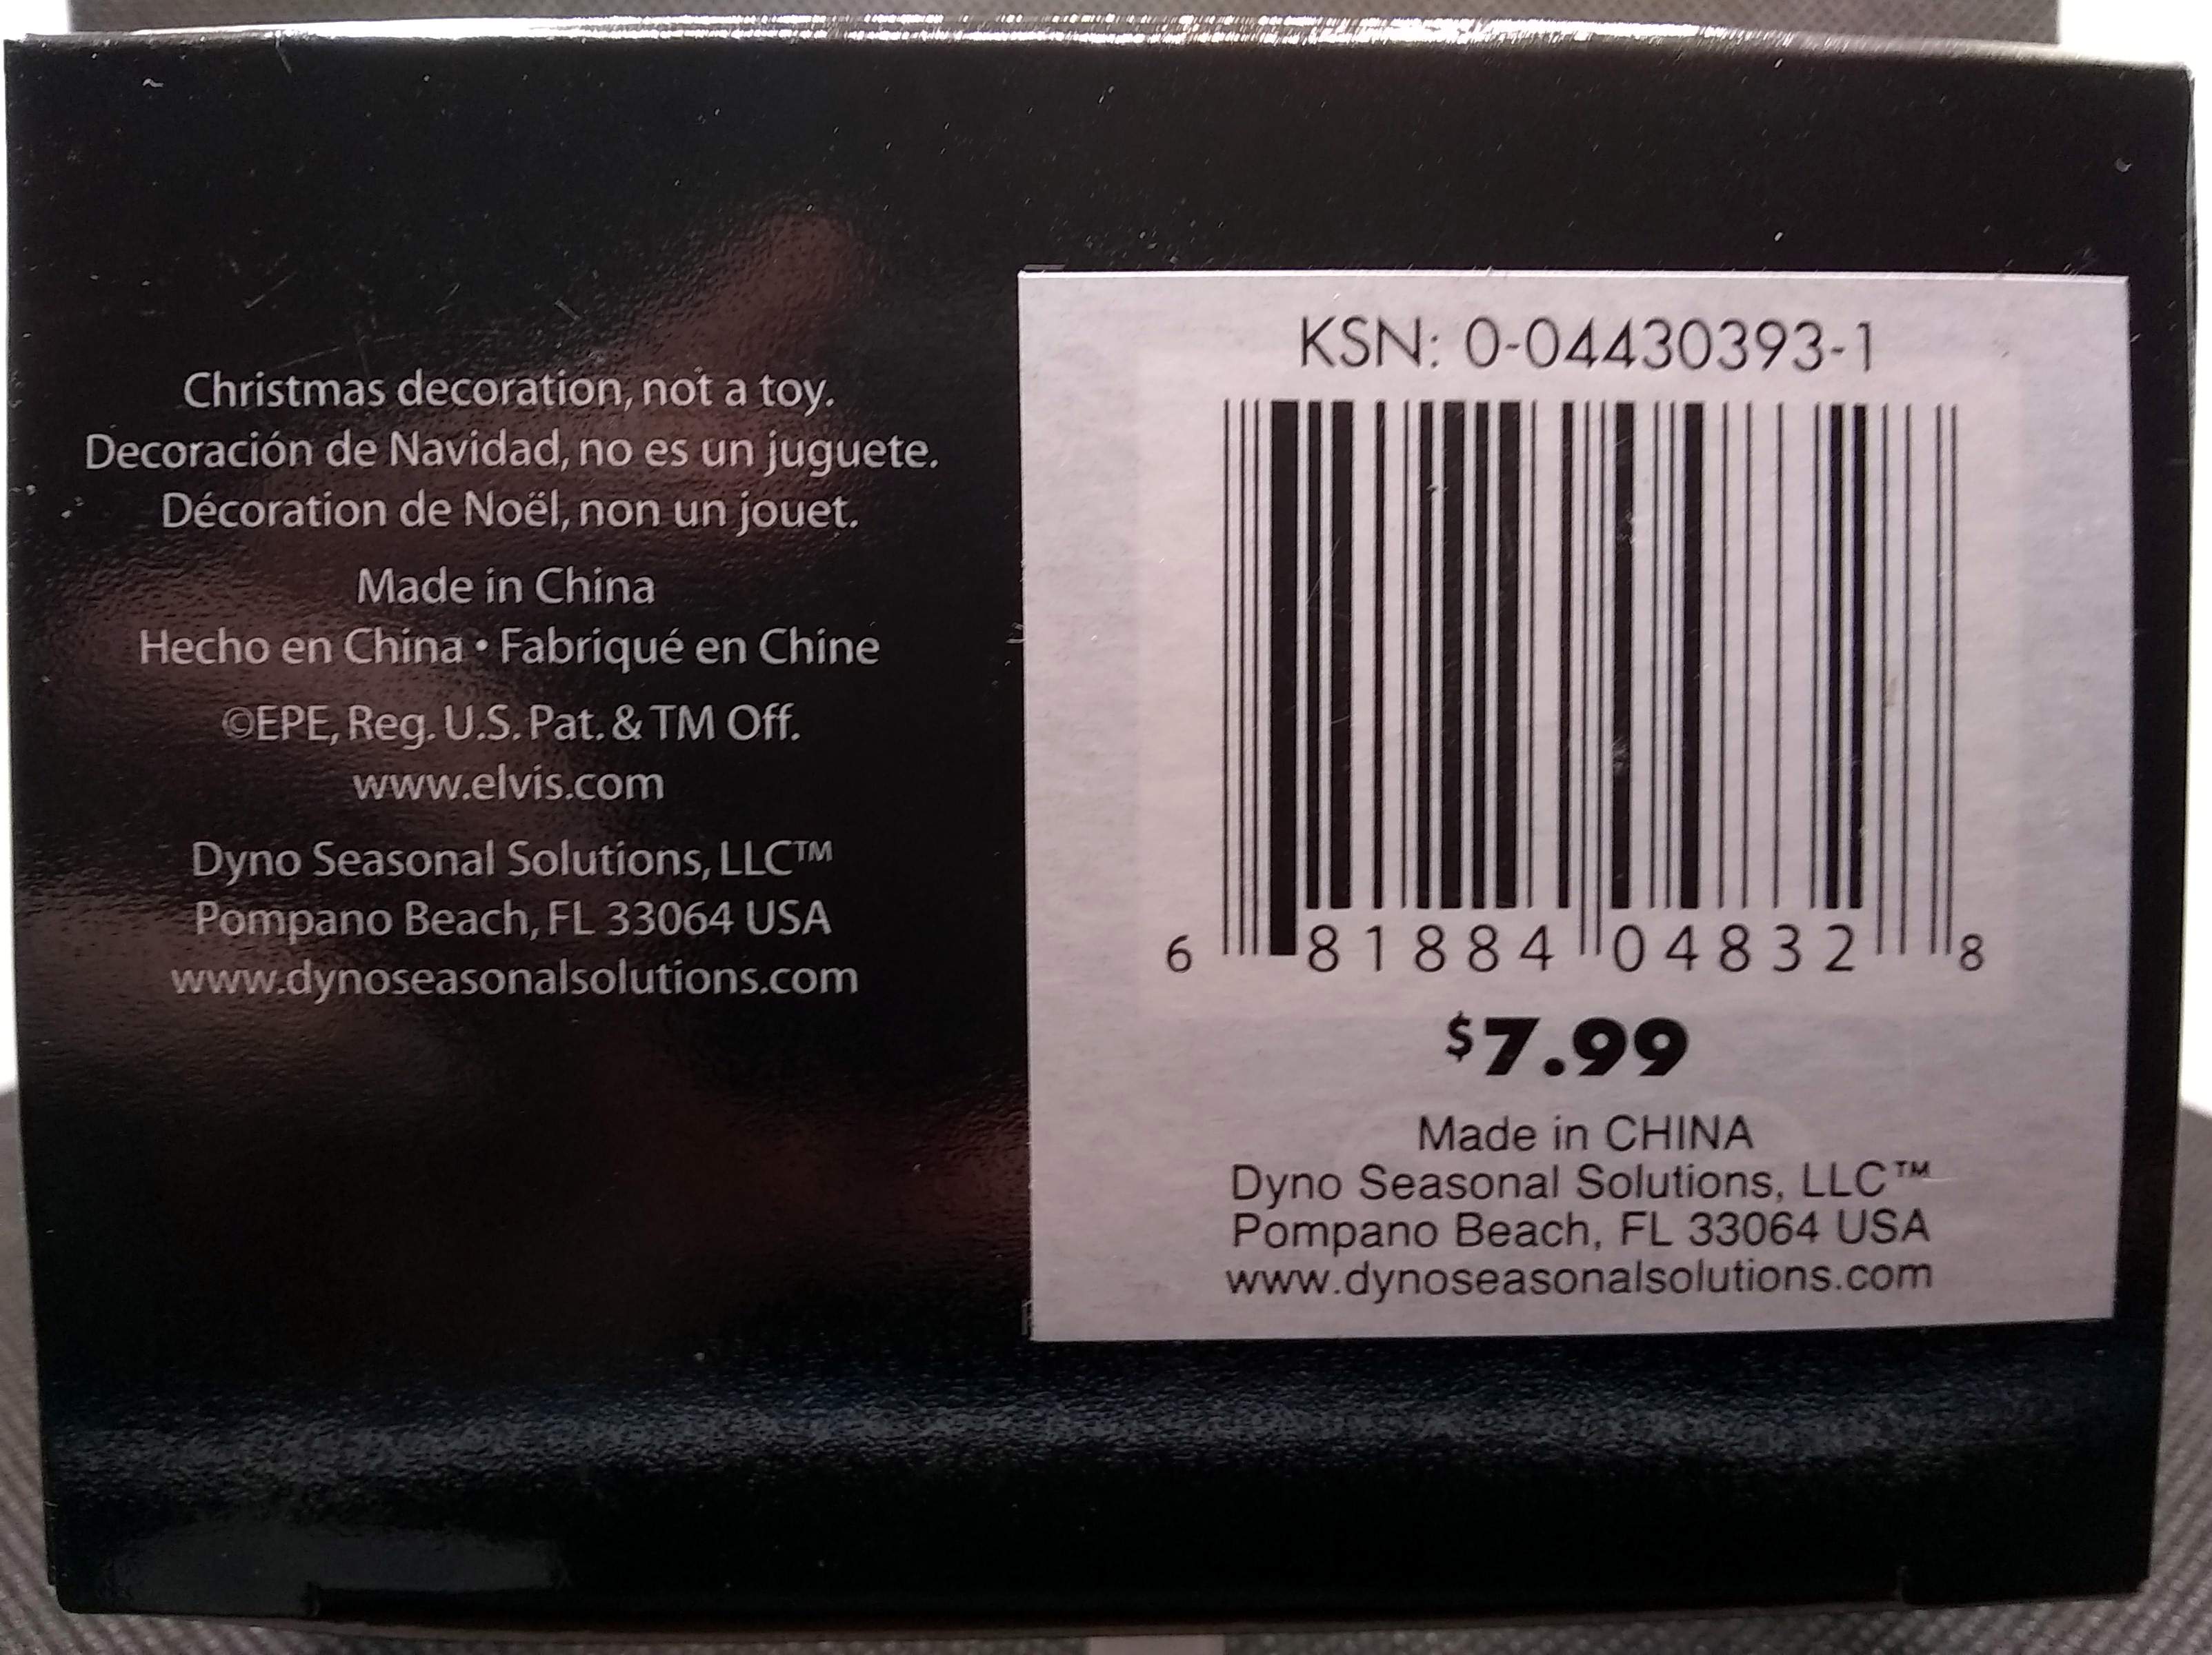 Christmas decoration, not a toy.
Decoración de Navidad, no es un juguete.
Décoration de Noël, non un jouet.
Made in China
Hecho en China • Fabriqué en Chine
©EPE, Reg. U.S. Pat. & TM Off.
www.elvis.com
Dyno Seasonal Solutions, LLC™
Pompano Beach, FL 33064 USA
www.dynoseasonalsolutions.com
KSN: 0-04430393-1
6 81884 04832 8
$7.99
Made in CHINA
Dyno Seasonal Solutions, LLC™
Pompano Beach, FL 33064 USA
www.dynoseasonalsolutions.com